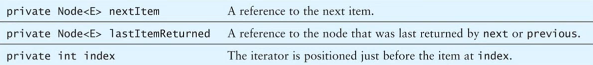 private Node<E> nextItem A reference to the next item.
private Node<E> lastItemReturned A reference to the node that was last returned by next or previous.
private int index The iterator is positioned just before the item at index.